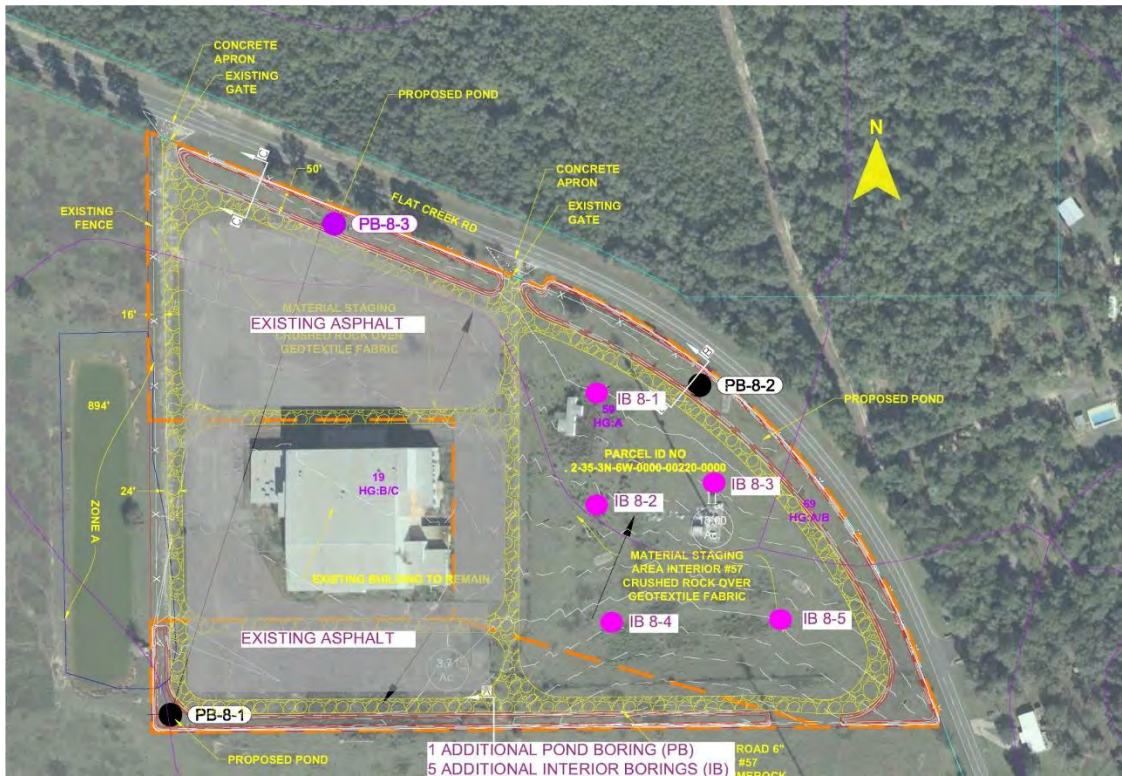 CONCRETE
APRON
EXISTING
GATE
PROPOSED POND
N
50'
CONCRETE
APRON
FLAT CREEK RD
EXISTING
GATE
EXISTING
FENCE
PB-8-3
16'
MATERIAL STAGING
EXISTING ASPHALT
CRUSHED ROCK OVER
GEOTEXTILE FABRIC
B
PB-8-2
IB 8-1
PROPOSED POND
894'
59
HG:A
PARCEL ID NO
. 2-35-3N-6W-0000-00220-0000
19
HG:B/C
IB 8-3
24'
IB 8-2
69
HG:A/B
Ac
ZONE A
MATERIAL STAGING
AREA INTERIOR #57
CRUSHED ROCK OVER
GEOTEXTILE FABRIC
EXISTING BUILDING TO REMAIN
IB 8-4
IB 8-5
EXISTING ASPHALT
3.71
Ac
A
PB-8-1
PROPOSED POND
1 ADDITIONAL POND BORING (PB)
5 ADDITIONAL INTERIOR BORINGS (IB)
ROAD 6"
#57